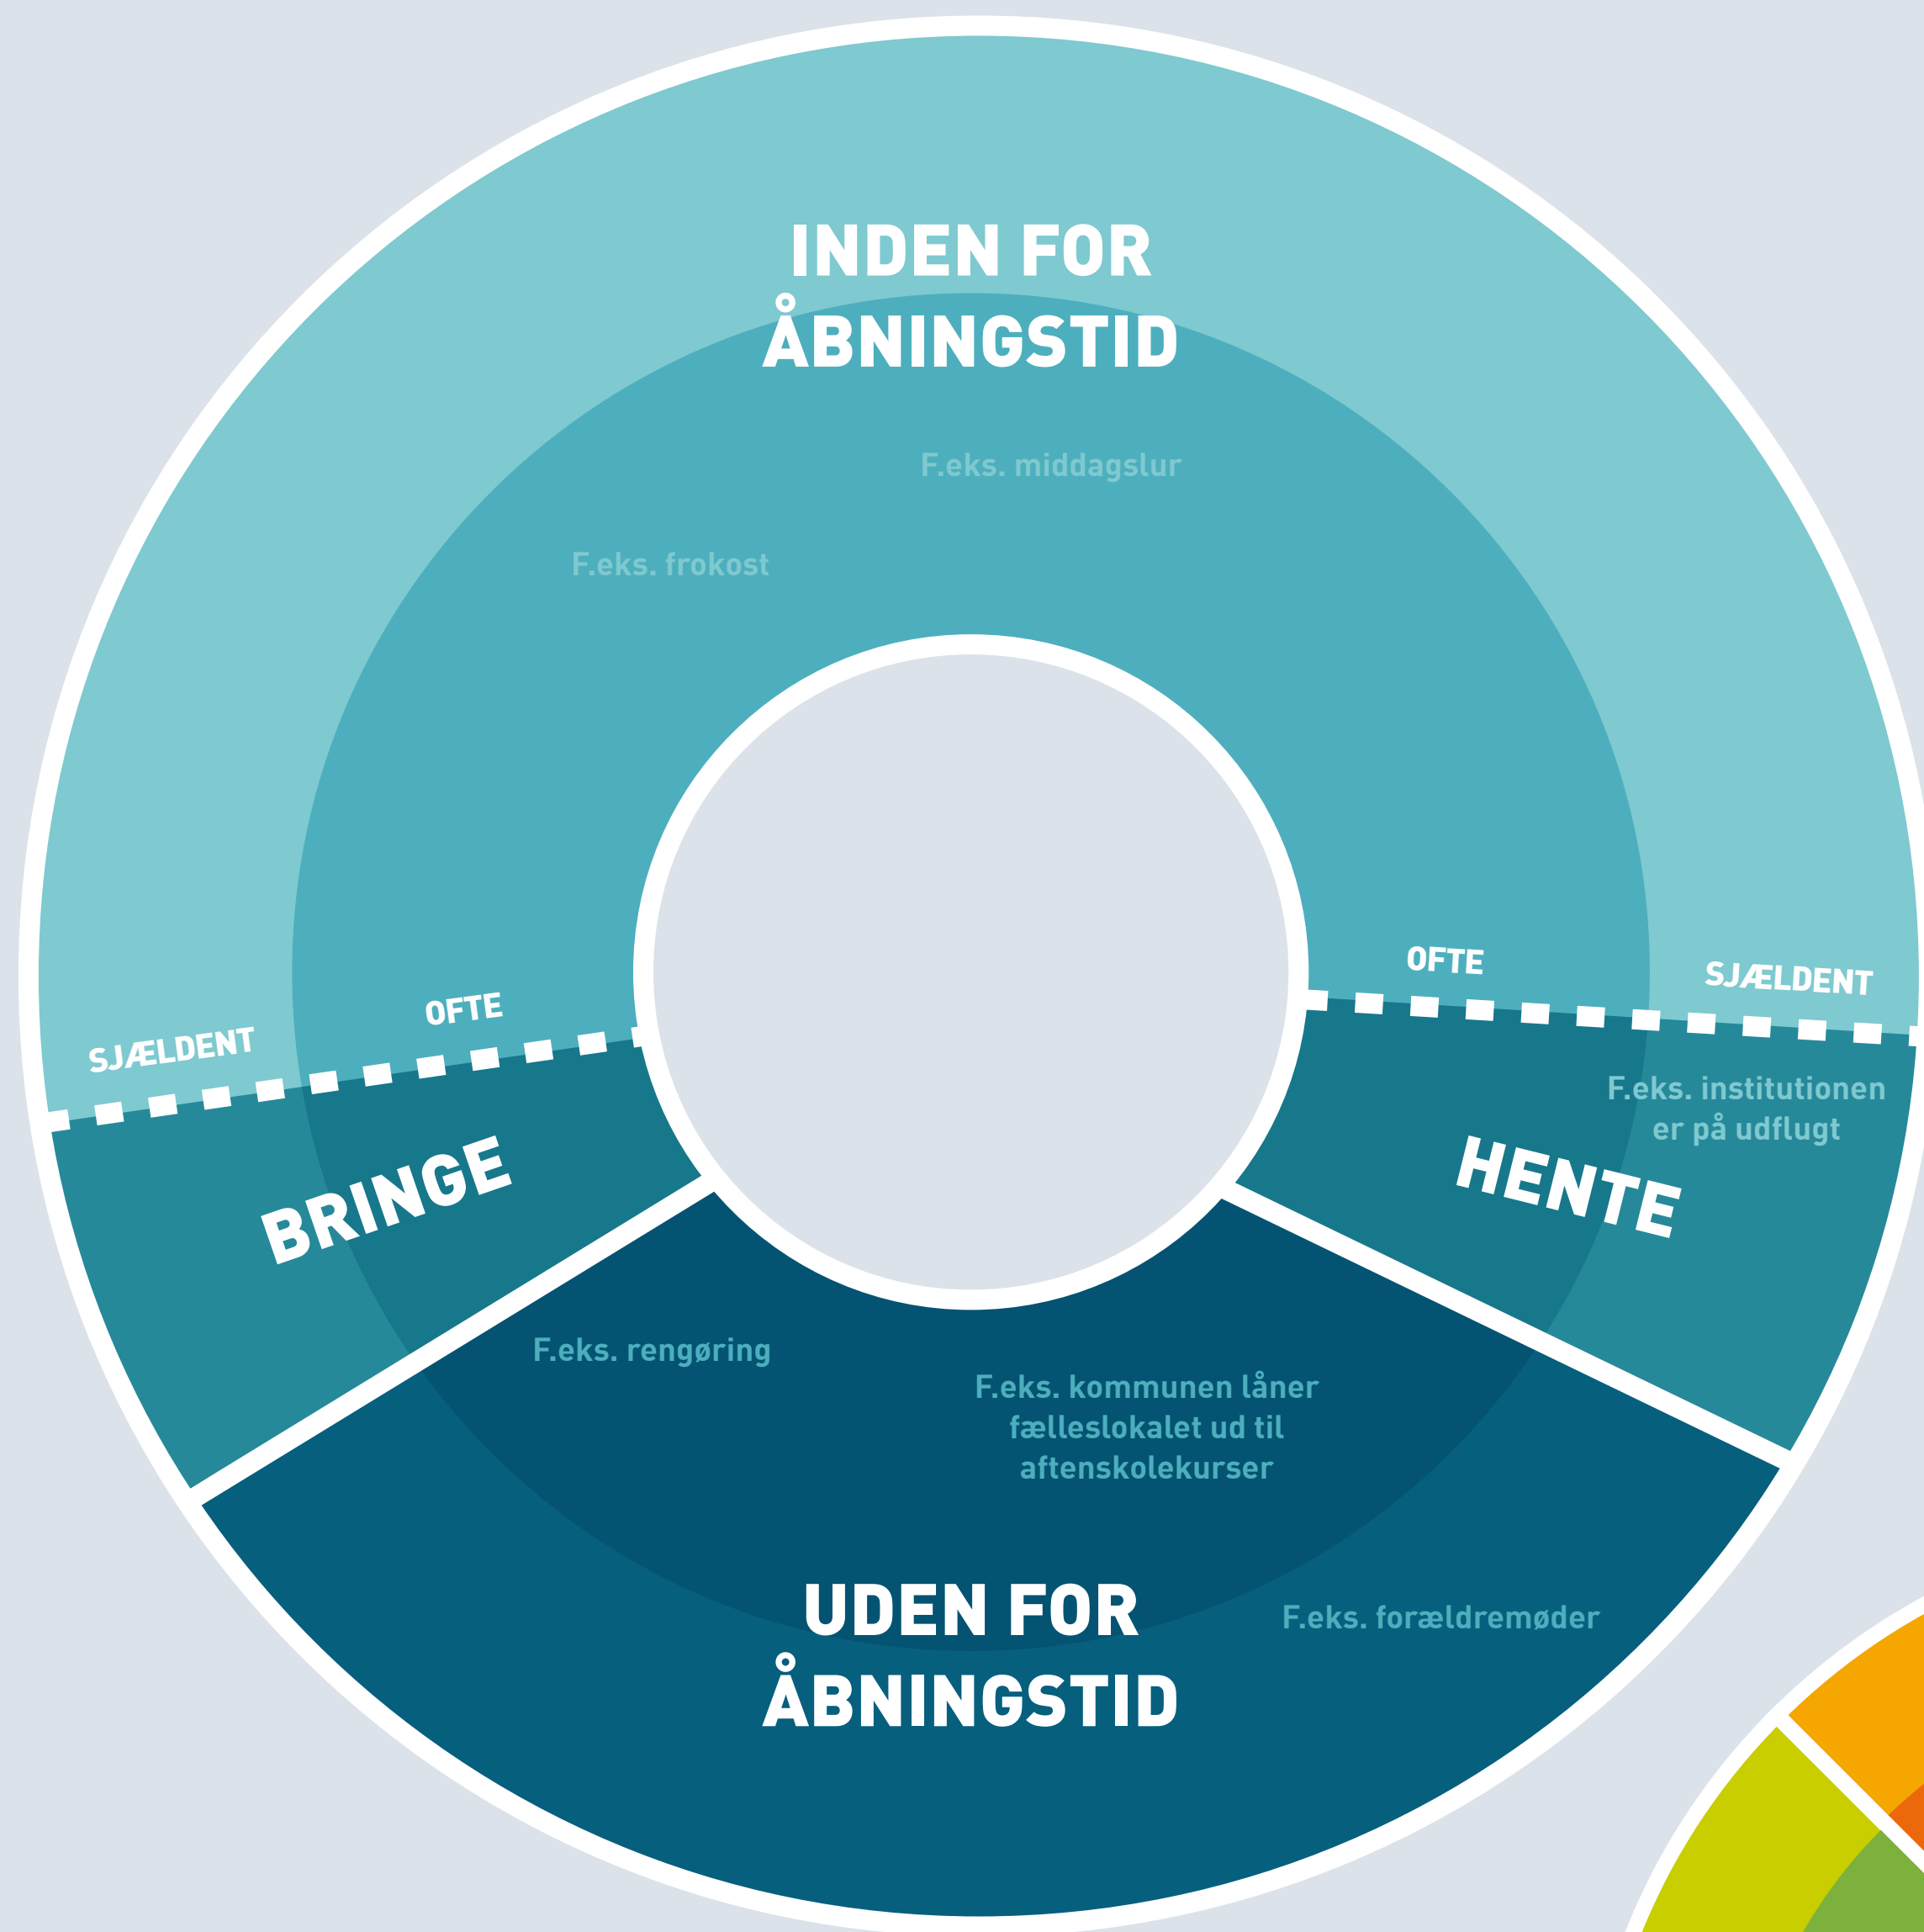 INDEN FOR
ÅBNINGSTID
F.eks. middagslur
F.eks. frokost
OFTE
SJÆLDENT
OFTE
SJÆLDENT
F.eks. institutionen
er på udflugt
BRINGE
HENTE
F.eks. rengøring
F.eks. kommunen låner
fælleslokalet ud til
aftenskolekurser
UDEN FOR
ÅBNINGSTID
F.eks. forældremøder